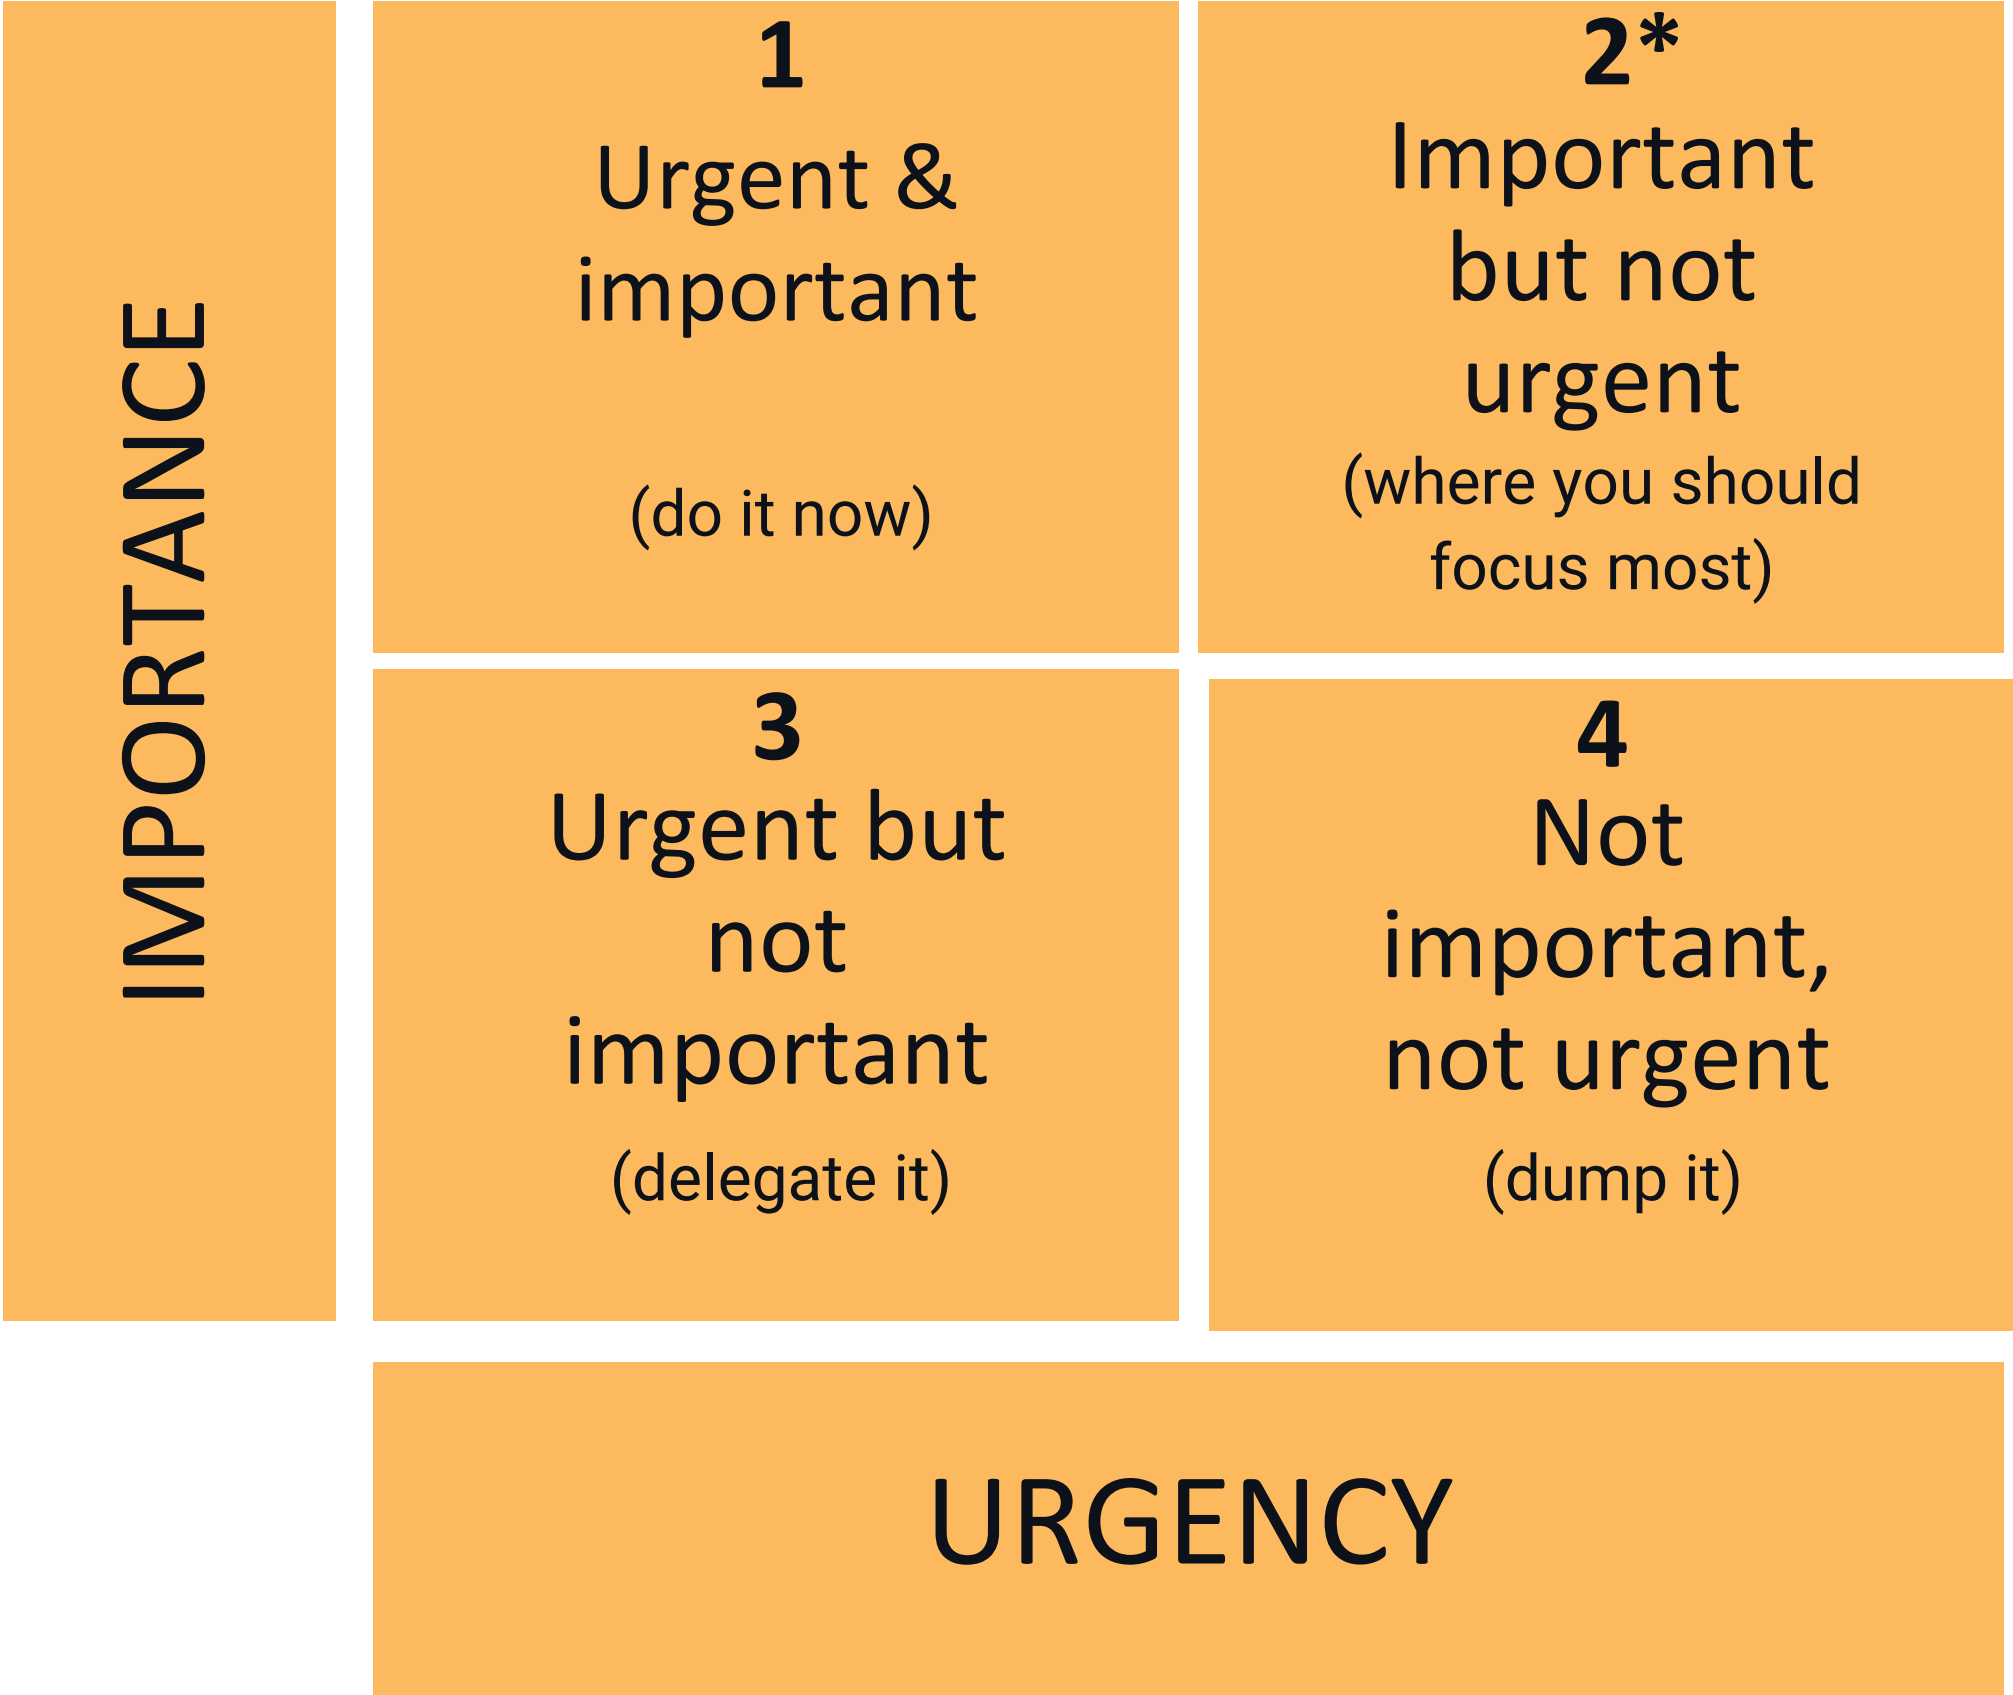 IMPORTANCE
1
Urgent &
important
(do it now)
2*
Important
but not
urgent
(where you should
focus most)
3
Urgent but
not
important
(delegate it)
4
Not
important,
not urgent
(dump it)
URGENCY